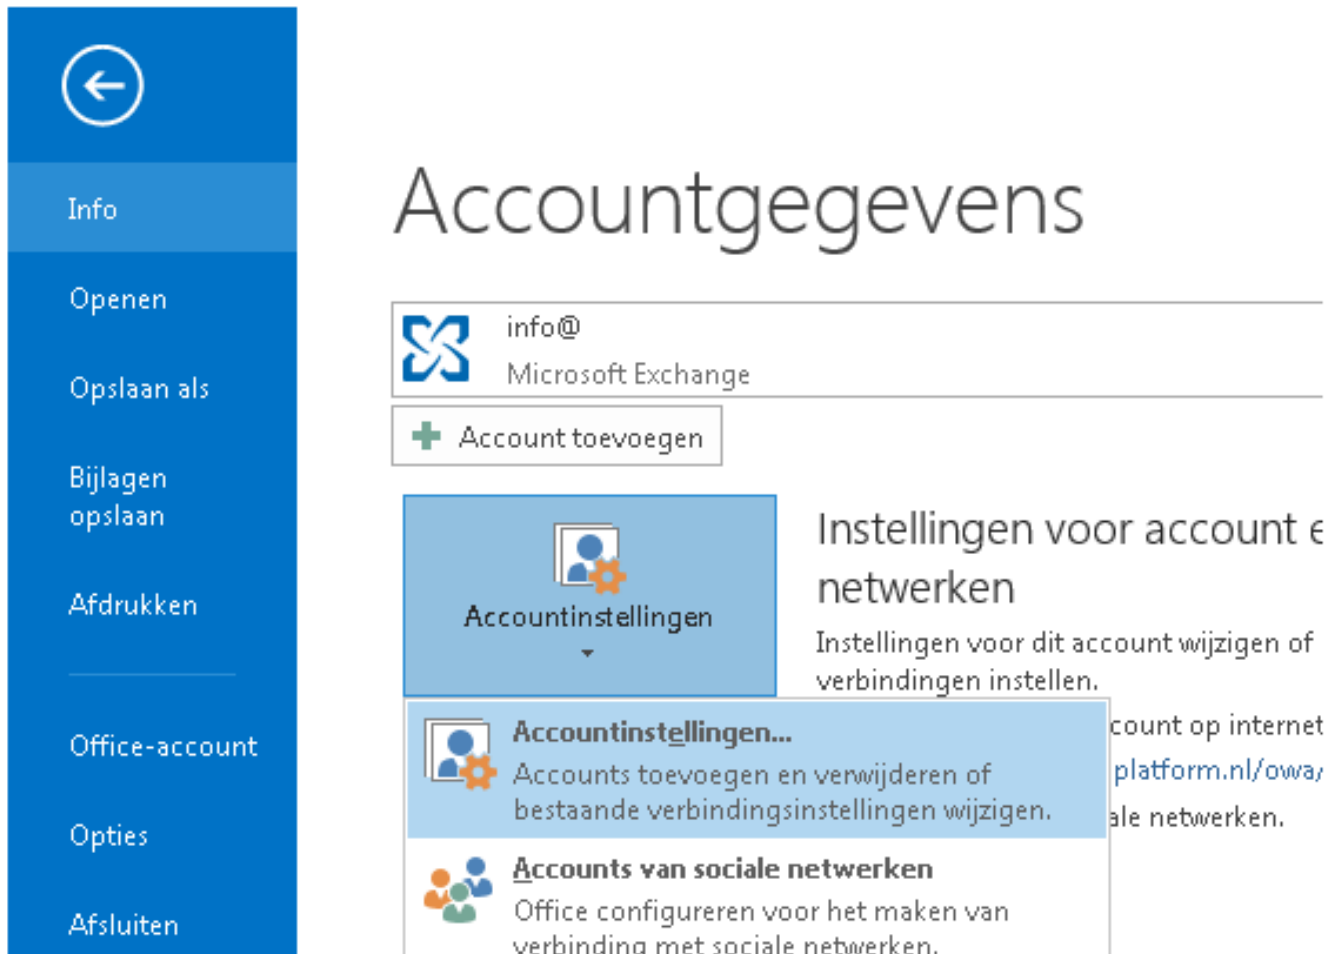 Info
Openen
Opslaan als
Bijlagen
opslaan
Afdrukken
Office-account
Opties
Afsluiten
Accountgegevens
info@
Microsoft Exchange
Account toevoegen
Accountinstellingen
Instellingen voor account e
netwerken
Instellingen voor dit account wijzigen of
verbindingen instellen.
count op internet
platform.nl/owa/
ale netwerken.
Accountinstellingen...
Accounts toevoegen en verwijderen of
bestaande verbindingsinstellingen wijzigen.
Accounts van sociale netwerken
Office configureren voor het maken van
verbinding met sociale netwerken.